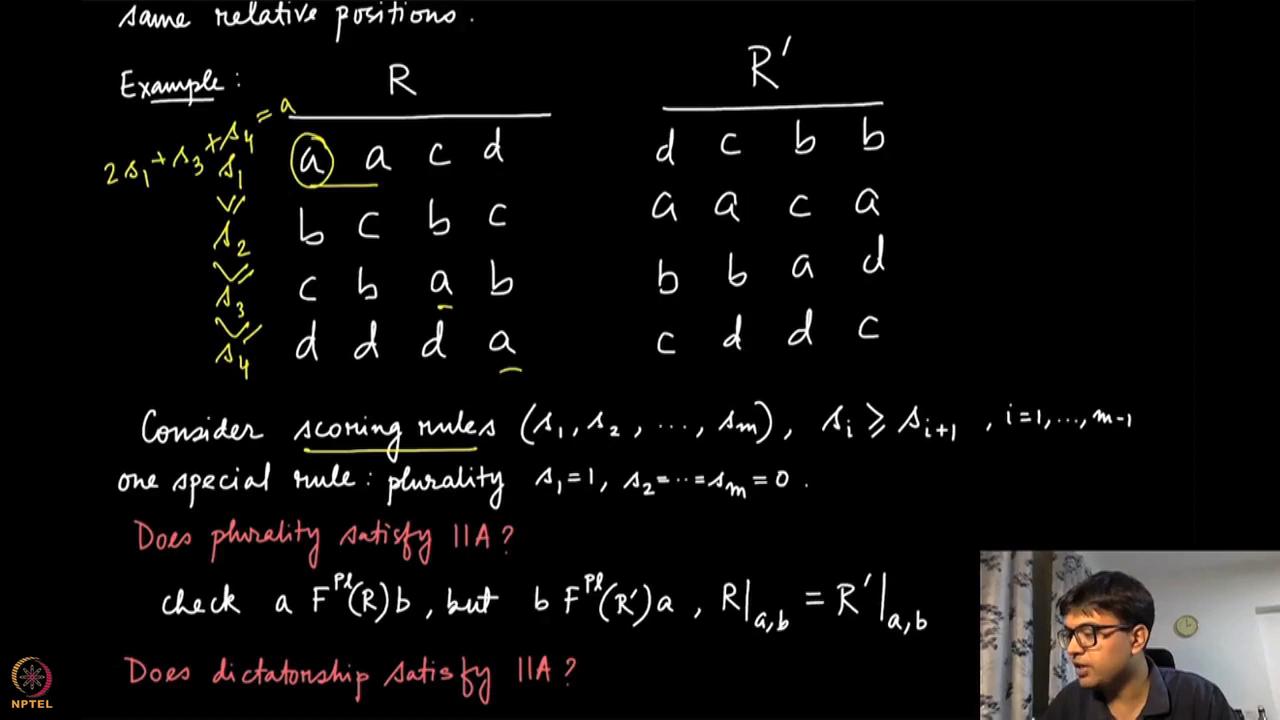 same relative positions.
Example: R R'
2s₁+s₃+s₄ = a
s₁ a a c d d c b b
s₂ b c b c a a c a
s₃ c b a b b b a d
s₄ d d d a c d d c
Consider scoring rules (s₁, s₂, ..., sₘ), sᵢ ≥ sᵢ₊₁, i=1,...,m-1
one special rule: plurality s₁=1, s₂=...=sₘ=0.
Does plurality satisfy IIA?
check a F^Pl(R) b, but b F^Pl(R') a, R|a,b = R'|a,b
Does dictatorship satisfy IIA?
NPTEL